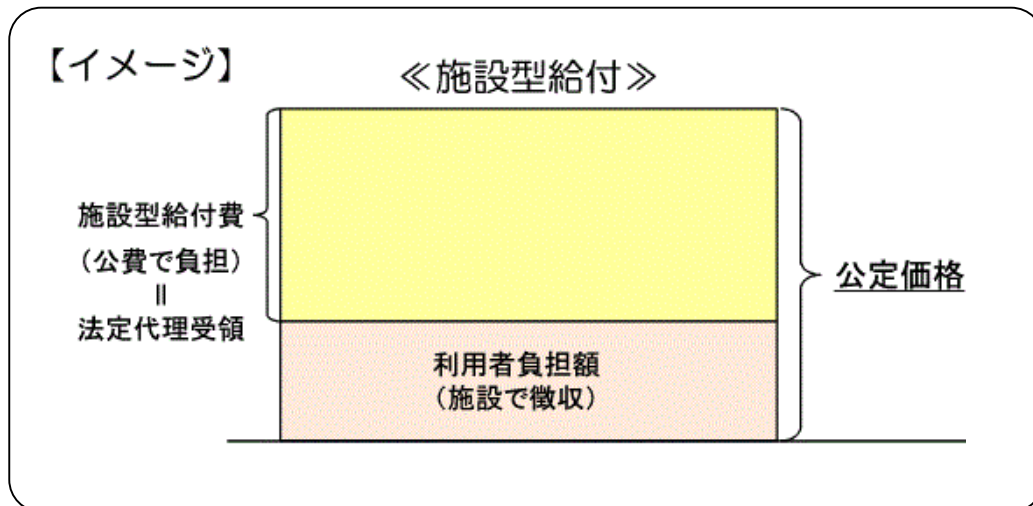 【イメージ】
≪施設型給付≫
施設型給付費
（公費で負担）
＝
法定代理受領
利用者負担額
（施設で徴収）
公定価格